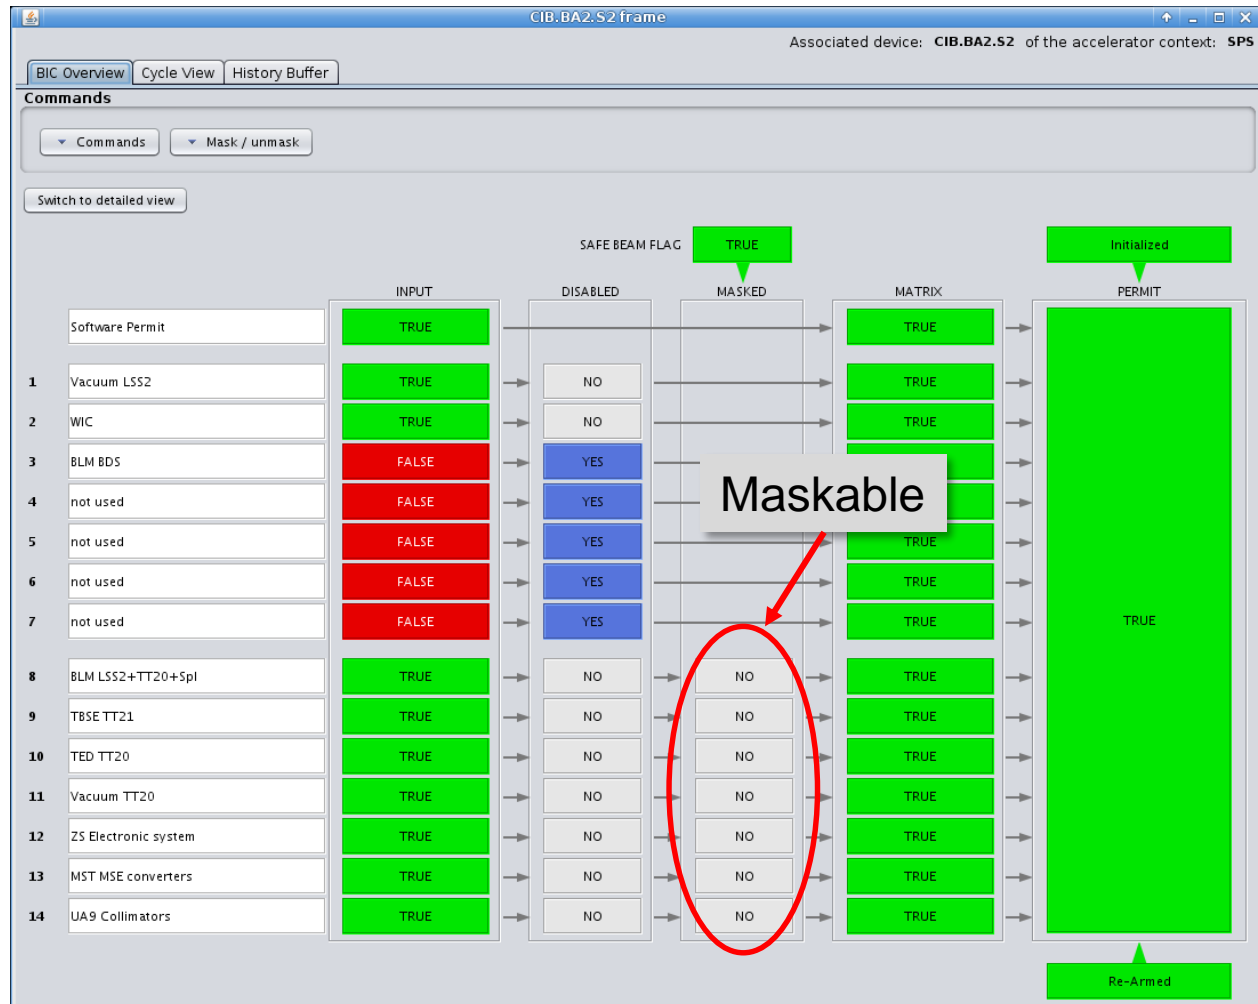 CIB.BA2.S2 frame
Associated device: CIB.BA2.S2 of the accelerator context: SPS
BIC Overview Cycle View History Buffer
Commands
Commands Mask / unmask
Switch to detailed view
SAFE BEAM FLAG TRUE Initialized
INPUT DISABLED MASKED MATRIX PERMIT
Software Permit TRUE TRUE
1 Vacuum LSS2 TRUE NO TRUE
2 WIC TRUE NO TRUE
3 BLM BDS FALSE YES
Maskable
4 not used FALSE YES
5 not used FALSE YES TRUE
6 not used FALSE YES TRUE
7 not used FALSE YES TRUE TRUE
8 BLM LSS2+TT20+Spl TRUE NO NO TRUE
9 TBSE TT21 TRUE NO NO TRUE
10 TED TT20 TRUE NO NO TRUE
11 Vacuum TT20 TRUE NO NO TRUE
12 ZS Electronic system TRUE NO NO TRUE
13 MST MSE converters TRUE NO NO TRUE
14 UA9 Collimators TRUE NO NO TRUE
Re-Armed